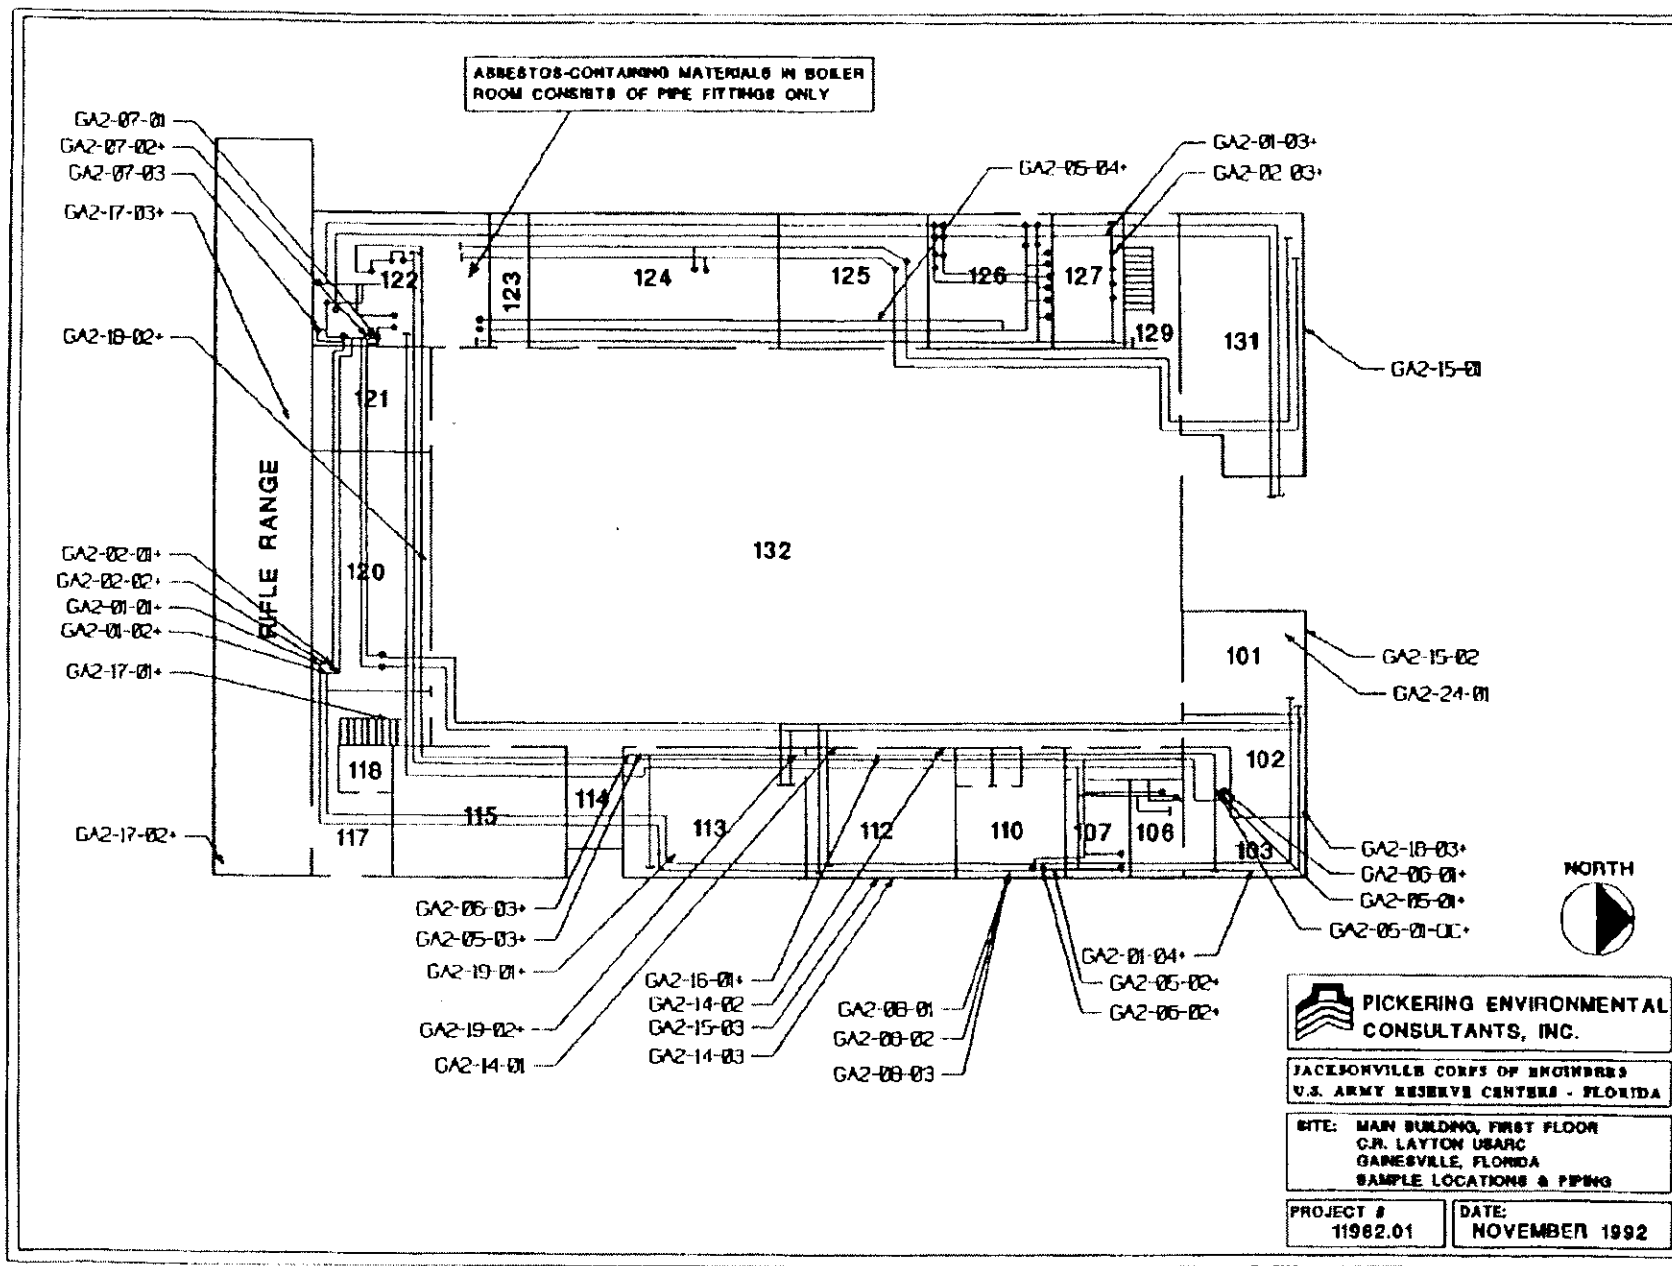 ASBESTOS-CONTAINING MATERIALS IN BOILER
ROOM CONSISTS OF PIPE FITTINGS ONLY
GA2-07-01
GA2-07-02+
GA2-07-03
GA2-17-03+
GA2-18-02+
GA2-05-04+
GA2-01-03+
GA2-02-03+
122
123
124
125
126
127
129
131
GA2-15-01
121
RIFLE RANGE
120
132
GA2-02-01+
GA2-02-02+
GA2-01-01+
GA2-01-02+
GA2-17-01+
101
GA2-15-02
GA2-24-01
102
118
114
115
113
112
110
107
106
103
117
GA2-17-02+
GA2-18-03+
GA2-06-01+
GA2-05-01+
NORTH
GA2-06-03+
GA2-05-03+
GA2-19-01+
GA2-19-02+
GA2-14-01
GA2-16-01+
GA2-14-02
GA2-15-03
GA2-14-03
GA2-08-01
GA2-08-02
GA2-08-03
GA2-01-04+
GA2-05-02+
GA2-06-02+
PICKERING ENVIRONMENTAL
CONSULTANTS, INC.
JACKSONVILLE CORPS OF ENGINEERS
U.S. ARMY RESERVE CENTERS - FLORIDA
SITE: MAIN BUILDING, FIRST FLOOR
C.R. LAYTON USARC
GAINESVILLE, FLORIDA
SAMPLE LOCATIONS & PIPING
PROJECT #
11982.01
DATE:
NOVEMBER 1992